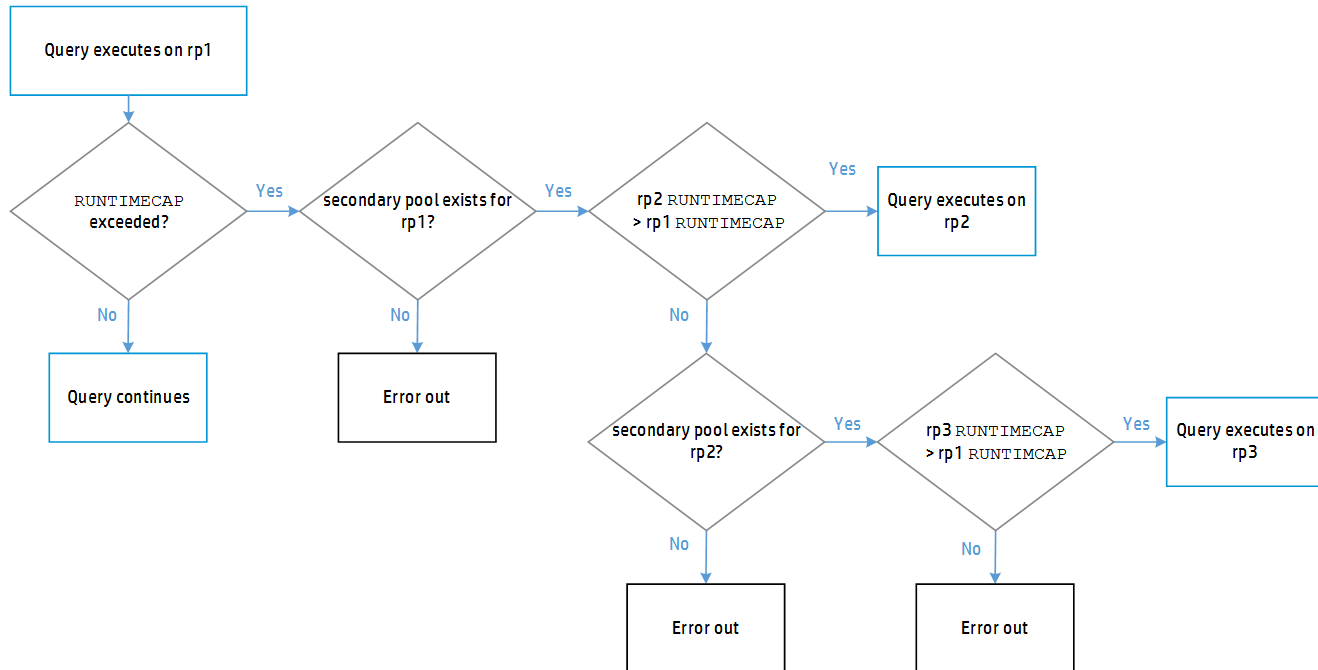 Query executes on rp1
RUNTIMECAP
exceeded?
Yes
secondary pool exists for
rp1?
Yes
rp2 RUNTIMECAP
> rp1 RUNTIMECAP
Yes
Query executes on
rp2
No
No
No
Query continues
Error out
secondary pool exists for
rp2?
Yes
rp3 RUNTIMECAP
> rp1 RUNTIMCAP
Yes
Query executes on
rp3
No
No
Error out
Error out